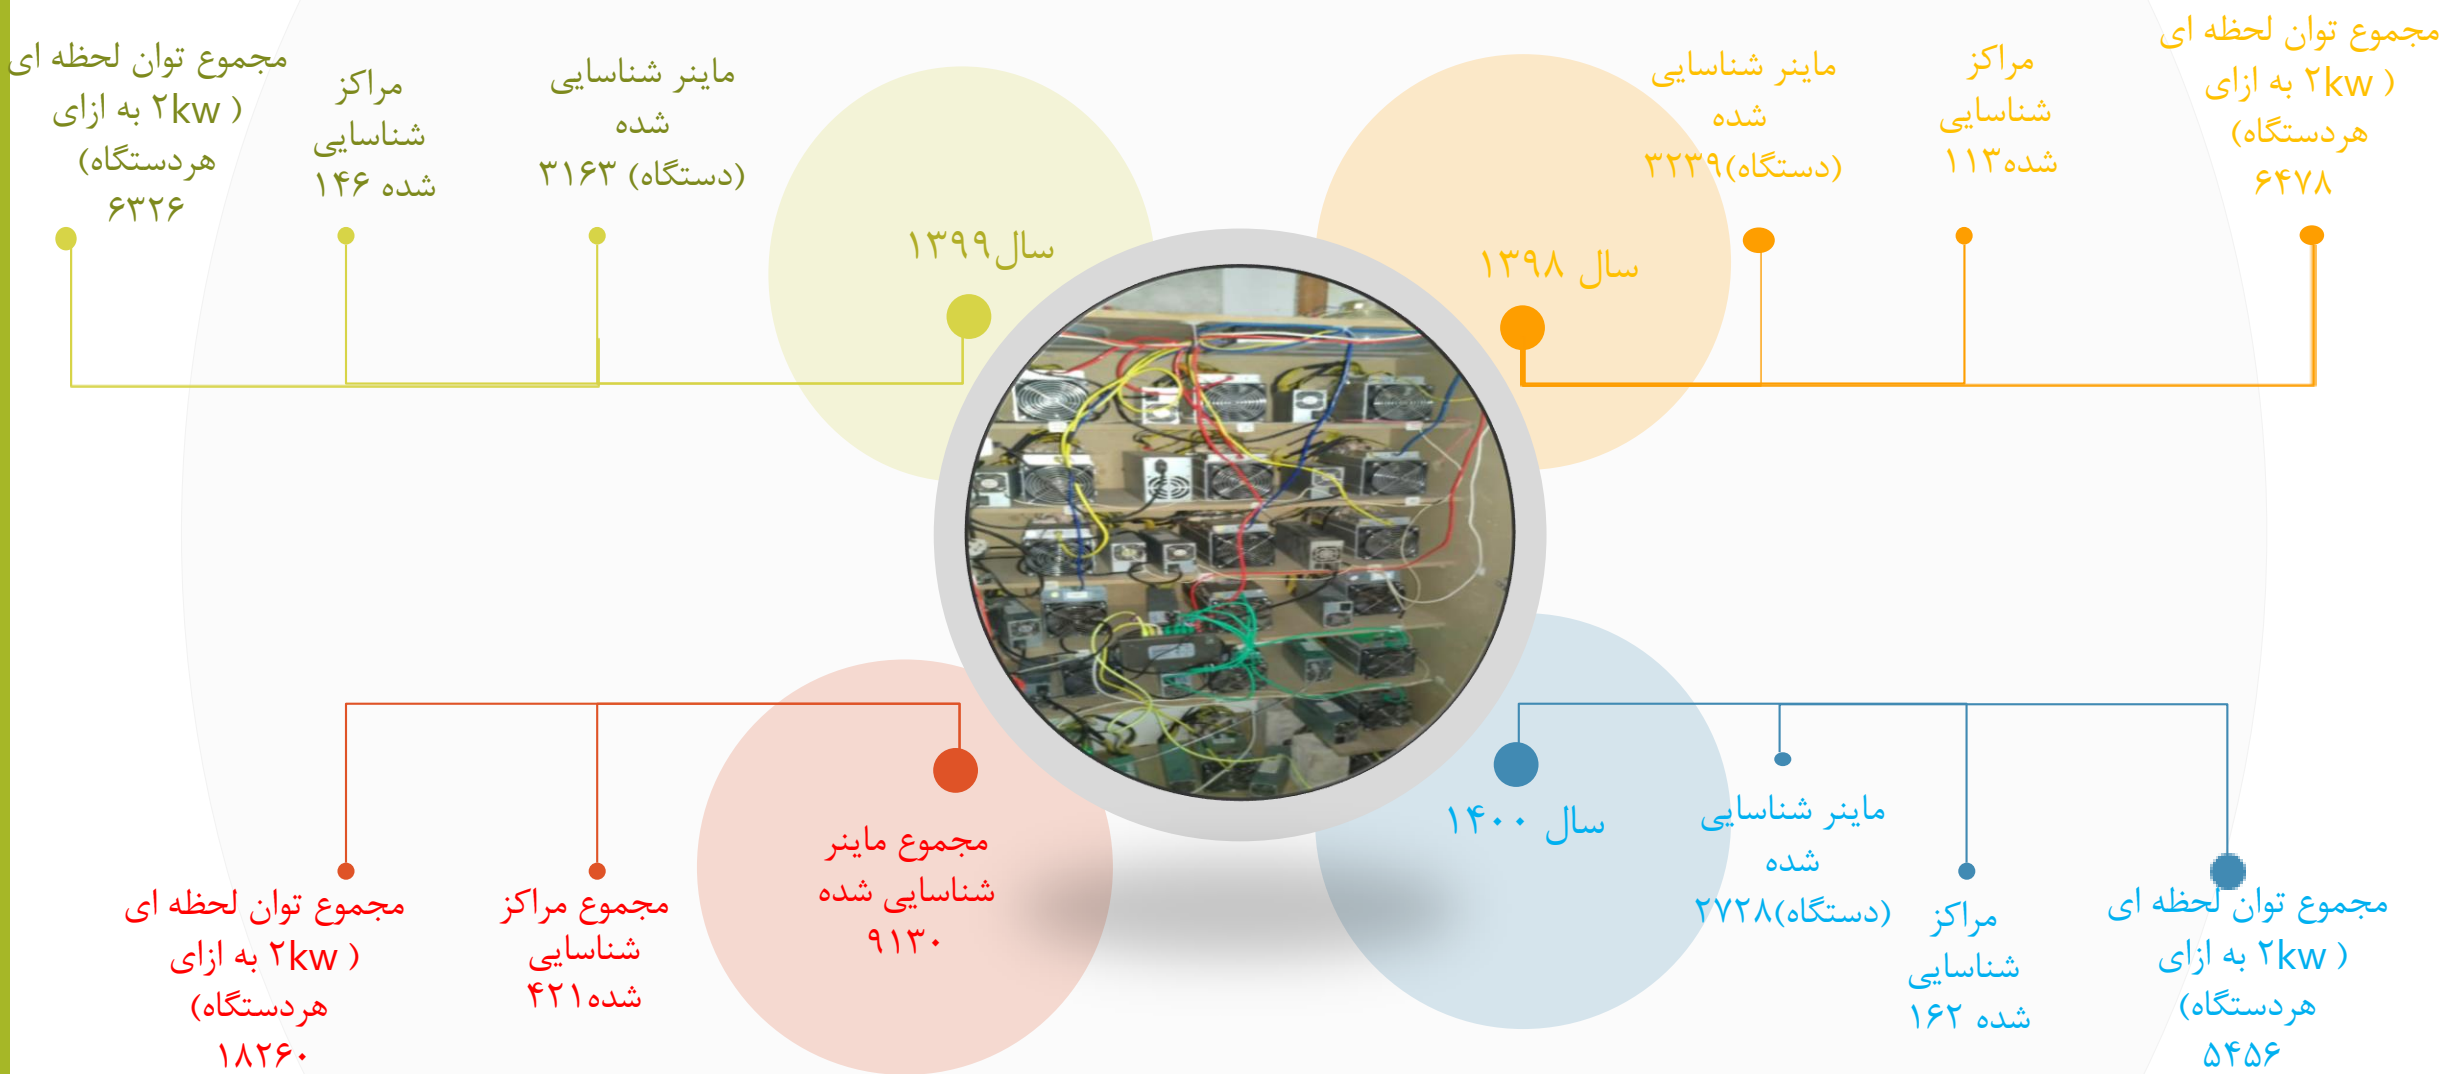 سال ۱۳۹۸
ماینر شناسایی
شده
(دستگاه)۳۲۳۹
مراکز
شناسایی
شده۱۱۳
مجموع توان لحظه ای
( ۲kw به ازای
هردستگاه)
۶۴۷۸
سال۱۳۹۹
ماینر شناسایی
شده
(دستگاه) ۳۱۶۳
مراکز
شناسایی
شده ۱۴۶
مجموع توان لحظه ای
( ۲kw به ازای
هردستگاه)
۶۳۲۶
سال ۱۴۰۰
ماینر شناسایی
شده
(دستگاه)۲۷۲۸
مراکز
شناسایی
شده ۱۶۲
مجموع توان لحظه ای
( ۲kw به ازای
هردستگاه)
۵۴۵۶
مجموع ماینر
شناسایی شده
۹۱۳۰
مجموع مراکز
شناسایی
شده۴۲۱
مجموع توان لحظه ای
( ۲kw به ازای
هردستگاه)
۱۸۲۶۰